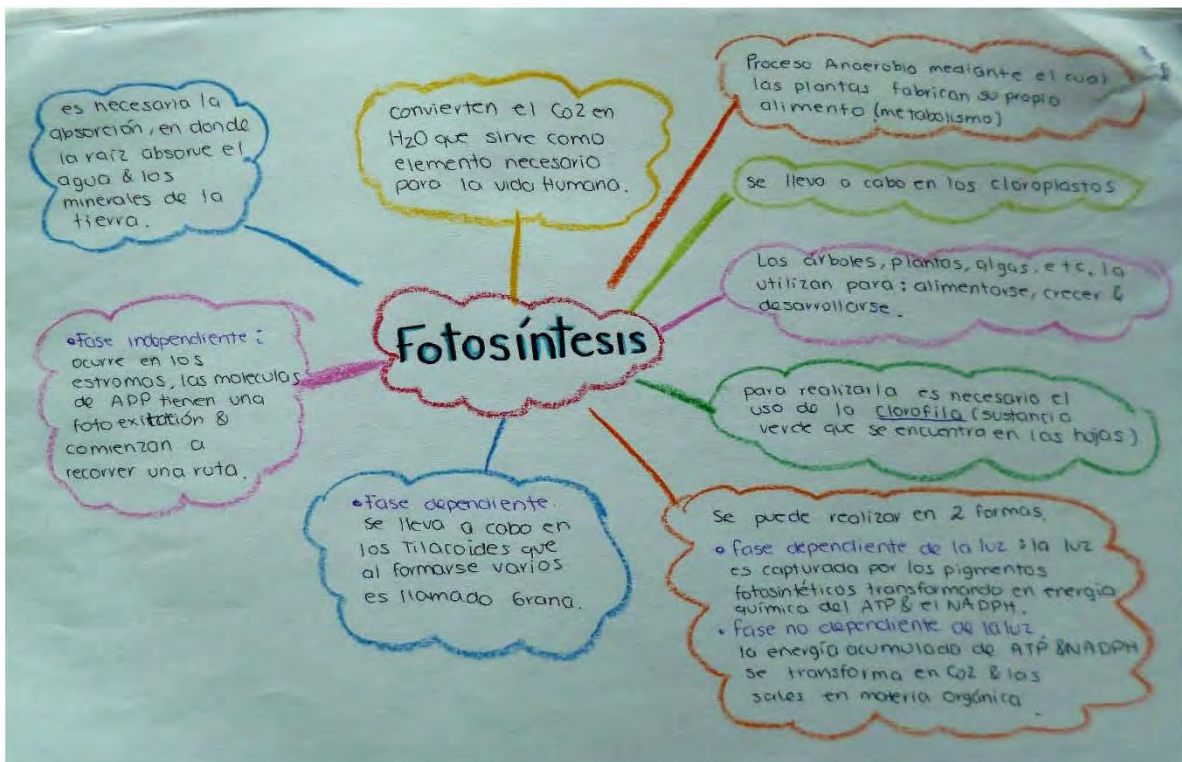 es necesaria la
absorción, en donde
la raíz absorve el
agua & los
minerales de la
tierra.
convierten el Co2 en
H2O que sirve como
elemento necesario
para la vida Humana.
Proceso Anaerobio mediante el cual
las plantas fabrican su propio
alimento (metabolismo)
se lleva a cabo en los cloroplastos
Los árboles, plantas, algas, etc, la
utilizan para: alimentarse, crecer &
desarrollarse.
Fotosíntesis
• Fase independiente:
ocurre en los
estromas, las moleculas
de ADP tienen una
foto exitatión &
comienzan a
recorrer una ruta.
para realizarla es necesario el
uso de la clorofila (sustancia
verde que se encuentra en las hojas)
• Fase dependiente.
se lleva a cabo en
los Tilacoides que
al formarse varios
es llamado Grana.
Se puede realizar en 2 formas.
• fase dependiente de la luz: la luz
es capturada por los pigmentos
fotosintéticos transformando en energía
química del ATP & el NADPH.
• fase no dependiente de la luz.
la energía acumulada de ATP &NADPH
se transforma en Co2 & las
sales en materia orgánica.